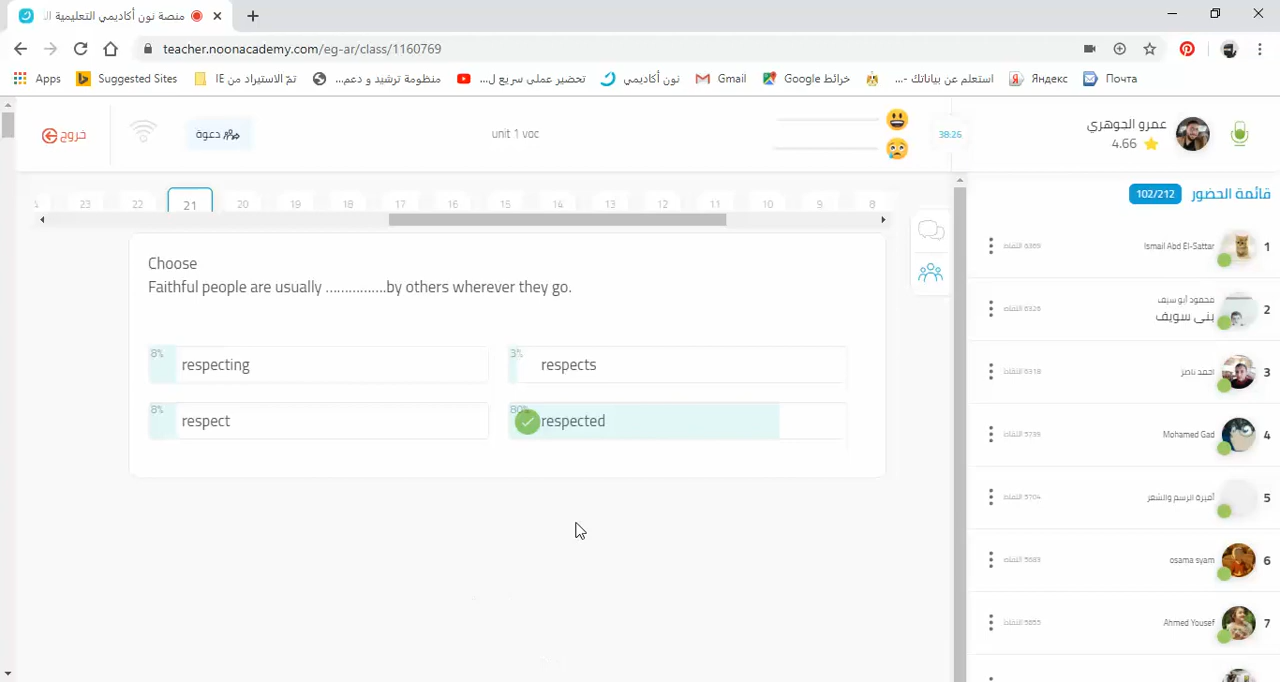 منصة نون أكاديمي التعليمية ال
teacher.noonacademy.com/eg-ar/class/1160769
Apps
Suggested Sites
تمّ الاستيراد من IE
منظومة ترشيد و دعم...
تحضير عملى سريع ل...
نون أكاديمي
Gmail
خرائط Google
استعلم عن بياناتك -...
Яндекс
Почта
خروج
دعوة
unit 1 voc
38:26
عمرو الجوهري
4.66
23 22 21 20 19 18 17 16 15 14 13 12 11 10 9 8
قائمة الحضور 102/212
Choose
Faithful people are usually ...............by others wherever they go.
8% respecting
3% respects
8% respect
80% respected
1 Ismail Abd El-Sattar
2 محمود أبو سيف
بنى سويف
3 احمد ناصر
4 Mohamed Gad
5 أميرة الرسم والشعر
6 osama syam
7 Ahmed Yousef